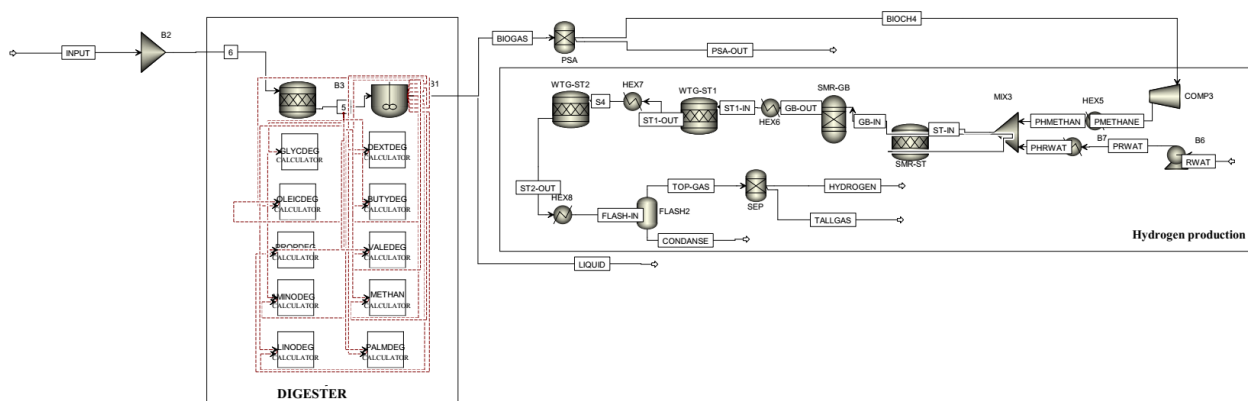 INPUT
B2
6
B3
5
B1
GLYCDEG
CALCULATOR
DEXTDEG
CALCULATOR
OLEICDEG
CALCULATOR
BUTYDEG
CALCULATOR
PROPDEG
CALCULATOR
VALEDEG
CALCULATOR
MINODEG
CALCULATOR
METHAN
CALCULATOR
LINODEG
CALCULATOR
PALMDEG
CALCULATOR
DIGESTER
BIOGAS
PSA
PSA-OUT
BIOCH4
LIQUID
WTG-ST2
S4
HEX7
ST1-OUT
WTG-ST1
ST1-IN
HEX6
GB-OUT
SMR-GB
GB-IN
SMR-ST
ST-IN
MIX3
PHMETHAN
HEX5
PMETHANE
COMP3
PHRWAT
B7
PRWAT
B6
RWAT
ST2-OUT
HEX8
FLASH-IN
FLASH2
TOP-GAS
CONDANSE
SEP
HYDROGEN
TALLGAS
Hydrogen production